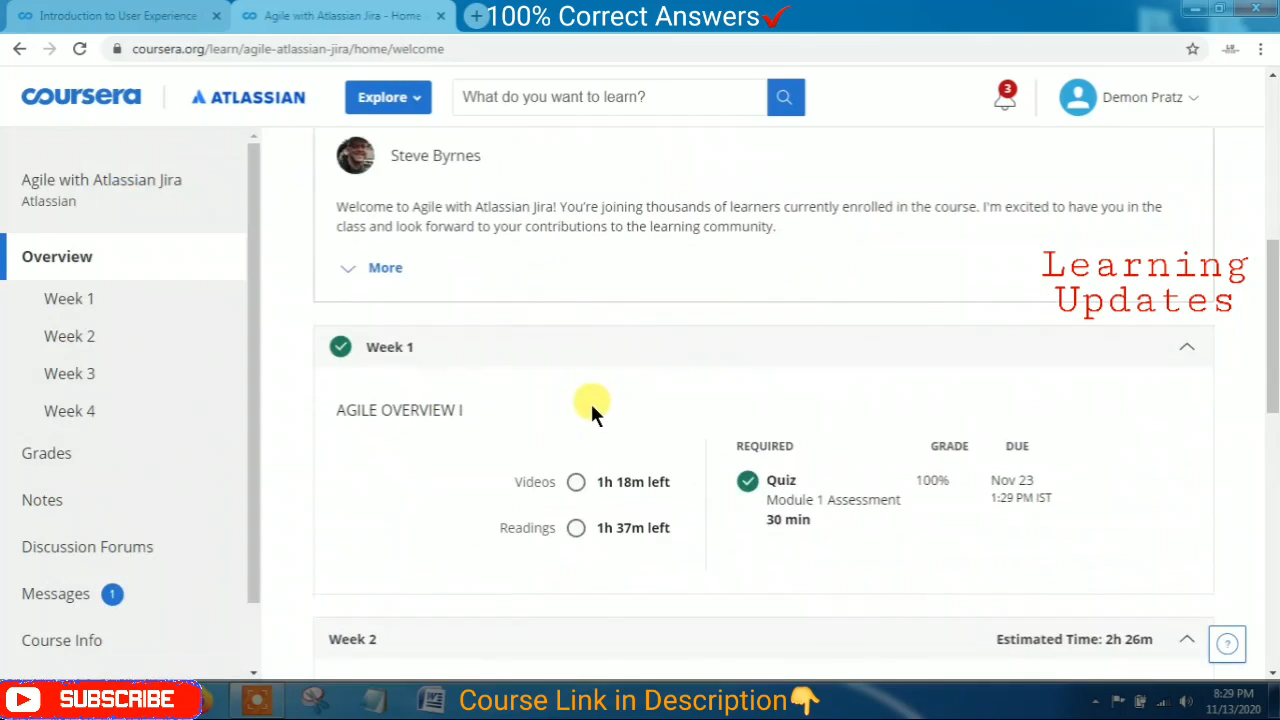 Introduction to User Experience
Agile with Atlassian Jira - Home
100% Correct Answers
coursera.org/learn/agile-atlassian-jira/home/welcome
coursera
ATLASSIAN
Explore
What do you want to learn?
3
Demon Pratz
Agile with Atlassian Jira
Atlassian
Overview
Week 1
Week 2
Week 3
Week 4
Grades
Notes
Discussion Forums
Messages 1
Course Info
Steve Byrnes
Welcome to Agile with Atlassian Jira! You're joining thousands of learners currently enrolled in the course. I'm excited to have you in the
class and look forward to your contributions to the learning community.
More
Learning
Updates
Week 1
AGILE OVERVIEW I
Videos 1h 18m left
Readings 1h 37m left
REQUIRED GRADE DUE
Quiz 100% Nov 23
Module 1 Assessment 1:29 PM IST
30 min
Week 2 Estimated Time: 2h 26m
?
SUBSCRIBE
Course Link in Description
8:29 PM
11/13/2020